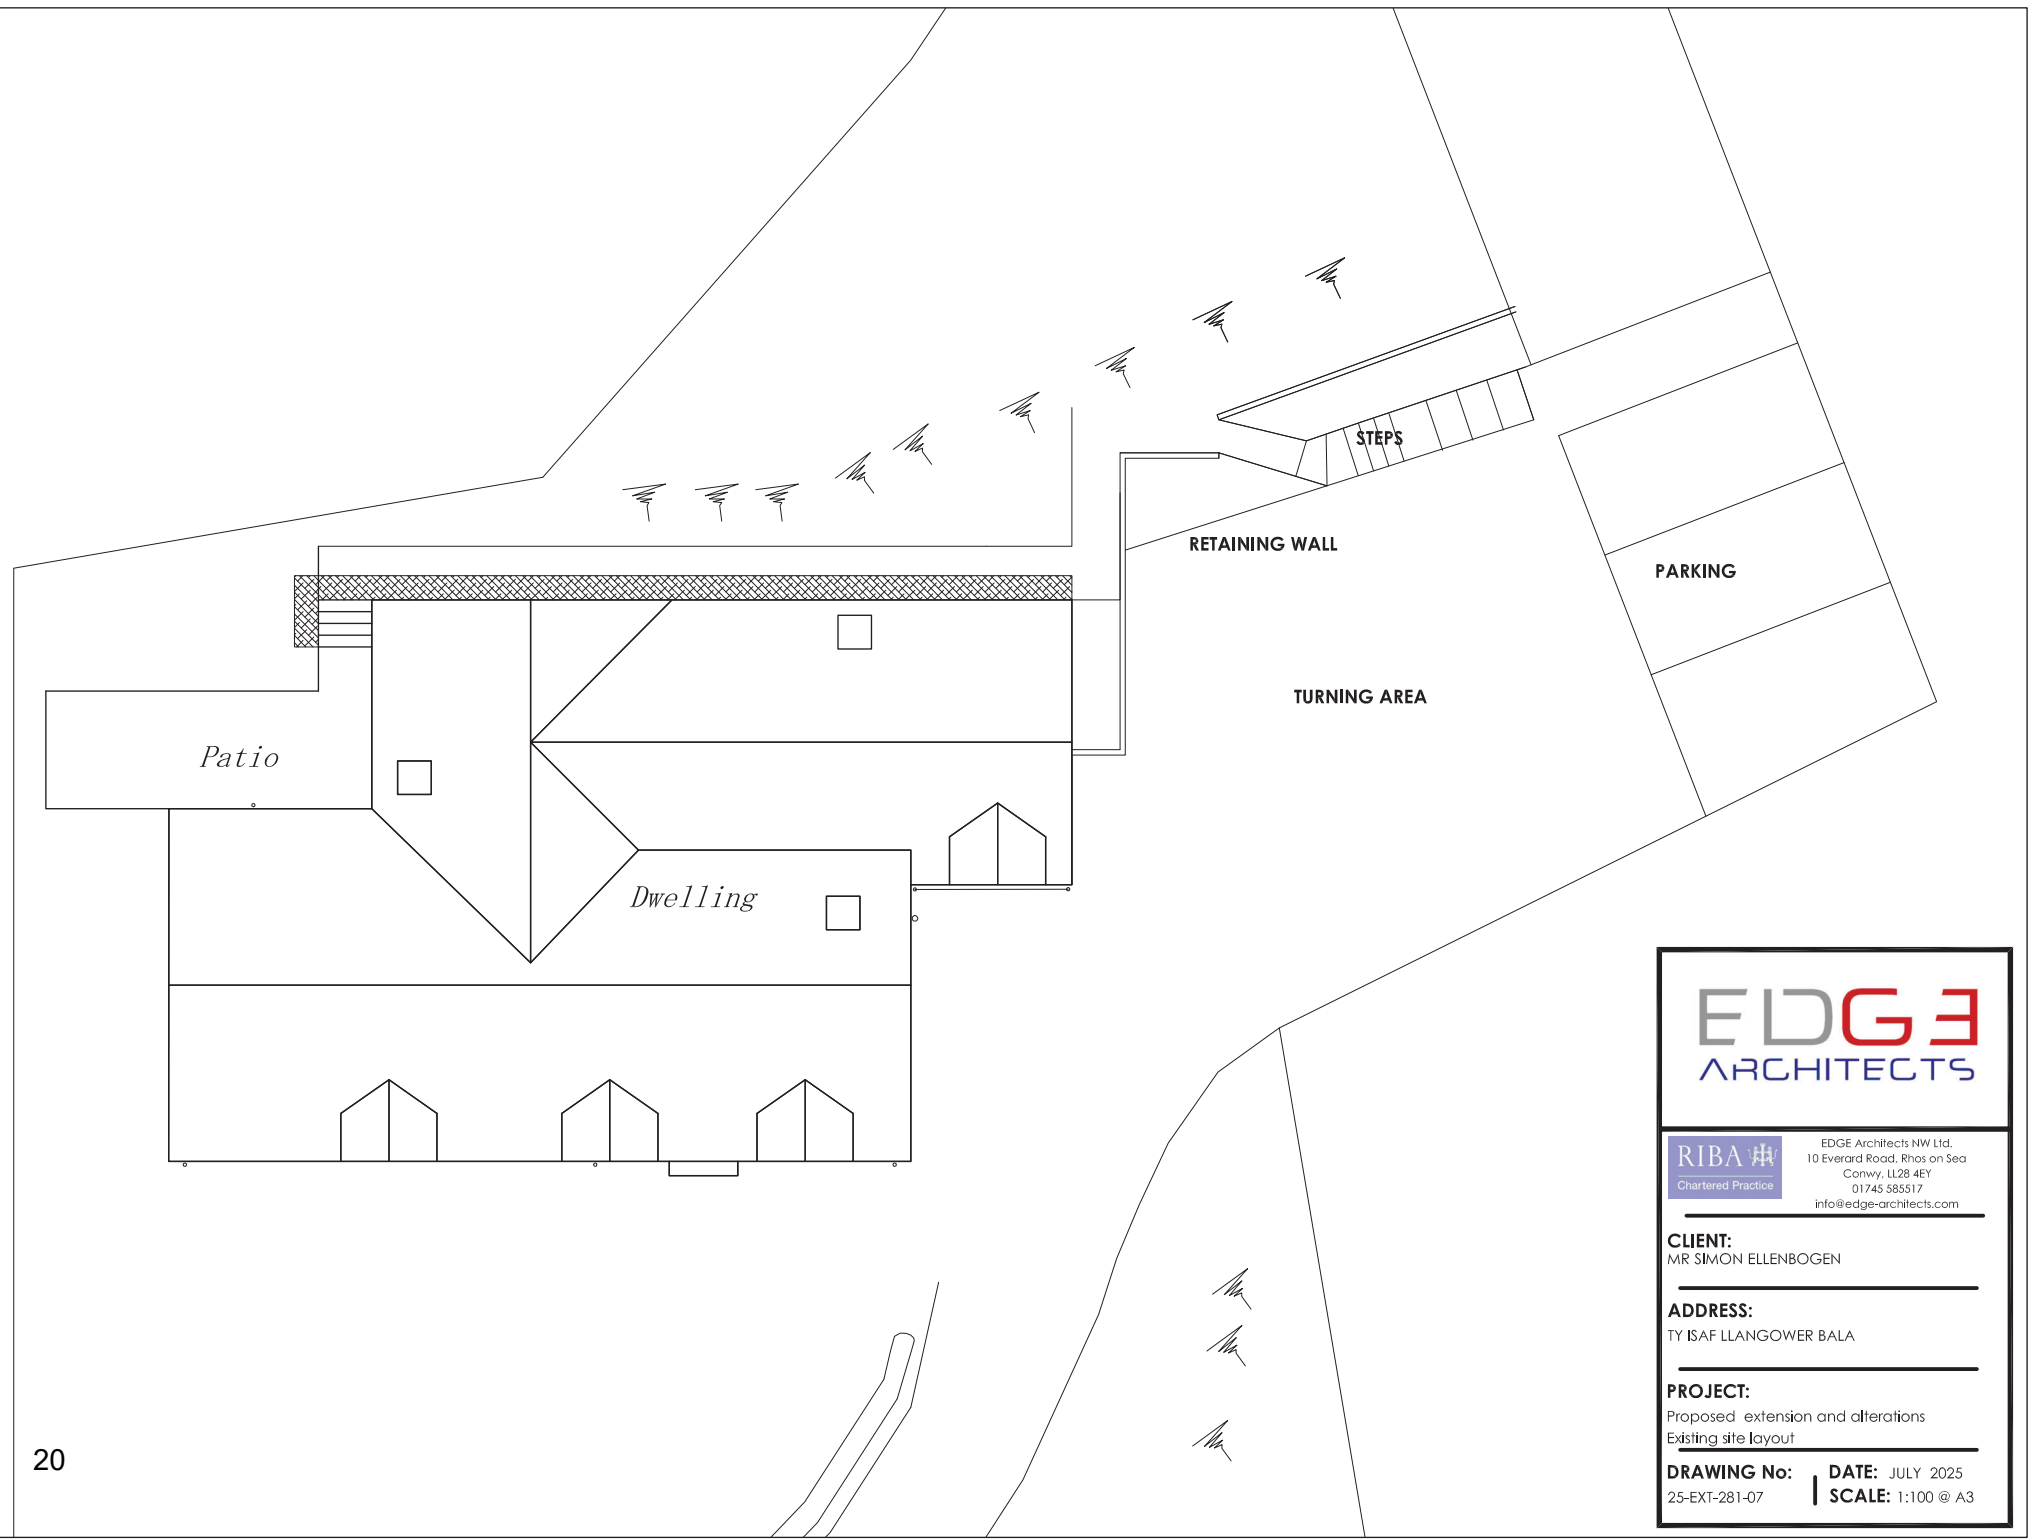 STEPS
RETAINING WALL
PARKING
TURNING AREA
Patio
Dwelling
EDGE
ARCHITECTS
RIBA
Chartered Practice
EDGE Architects NW Ltd.
10 Everard Road, Rhos on Sea
Conwy, LL28 4EY
01745 585517
info@edge-architects.com
CLIENT:
MR SIMON ELLENBOGEN
ADDRESS:
TY ISAF LLANGOWER BALA
PROJECT:
Proposed extension and alterations
Existing site layout
DRAWING No:
25-EXT-281-07
DATE: JULY 2025
SCALE: 1:100 @ A3
20